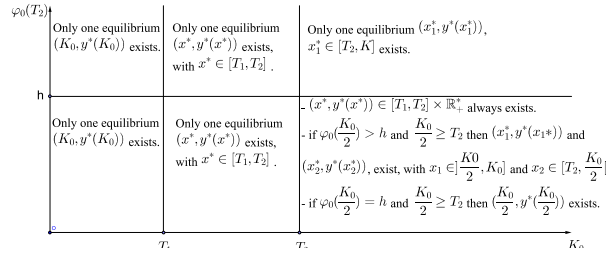 φ₀(T₂)
Only one equilibrium
(K₀, y*(K₀)) exists.
Only one equilibrium
(x*, y*(x*)) exists,
with x* ∈ [T₁, T₂] .
Only one equilibrium (x₁*, y*(x₁*)),
x₁* ∈ [T₂, K] exists.
h
Only one equilibrium
(K₀, y*(K₀)) exists.
Only one equilibrium
(x*, y*(x*)) exists,
with x* ∈ [T₁, T₂] .
- (x*, y*(x*)) ∈ [T₁, T₂] × ℝ₊* always exists.
- if φ₀(K₀/2) > h and K₀/2 ≥ T₂ then (x₁*, y*(x₁*)) and
(x₂*, y*(x₂*)), exist, with x₁ ∈]K0/2, K₀] and x₂ ∈ [T₂, K₀/2[
- if φ₀(K₀/2) = h and K₀/2 ≥ T₂ then (K₀/2, y*(K₀/2)) exists.